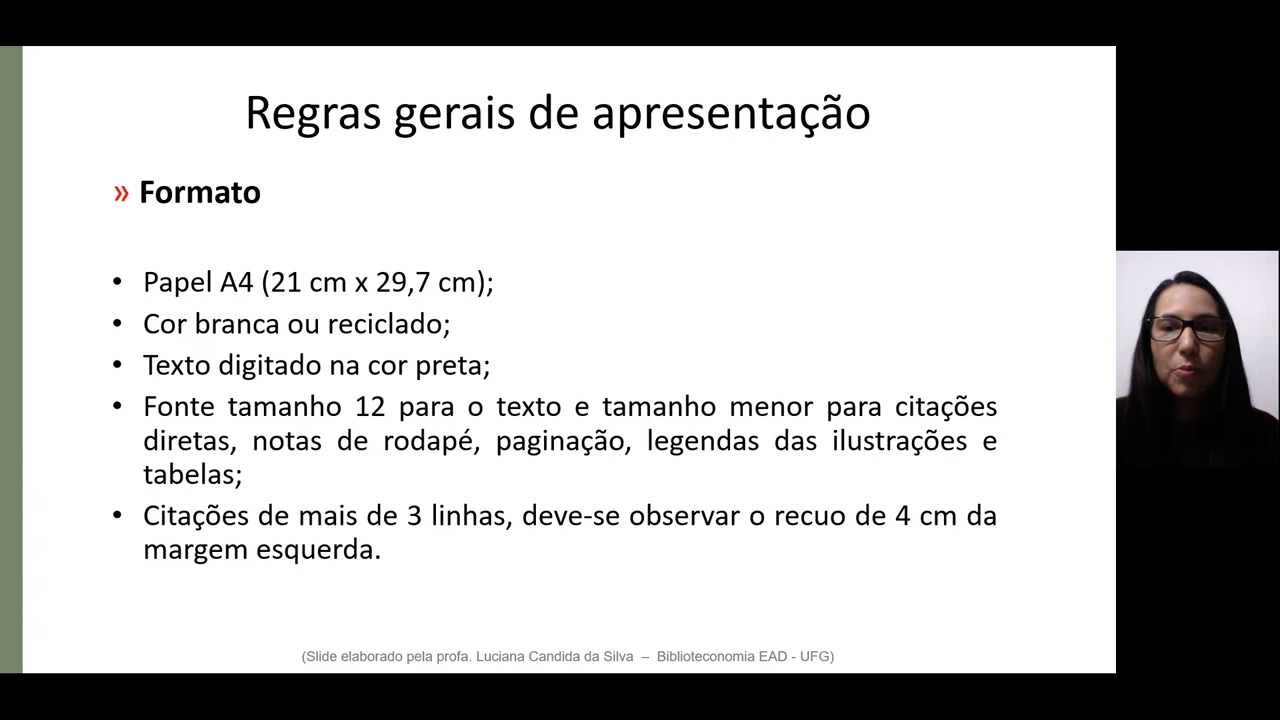 Regras gerais de apresentação
» Formato
• Papel A4 (21 cm x 29,7 cm);
• Cor branca ou reciclado;
• Texto digitado na cor preta;
• Fonte tamanho 12 para o texto e tamanho menor para citações
diretas, notas de rodapé, paginação, legendas das ilustrações e
tabelas;
• Citações de mais de 3 linhas, deve-se observar o recuo de 4 cm da
margem esquerda.
(Slide elaborado pela profa. Luciana Candida da Silva – Biblioteconomia EAD - UFG)